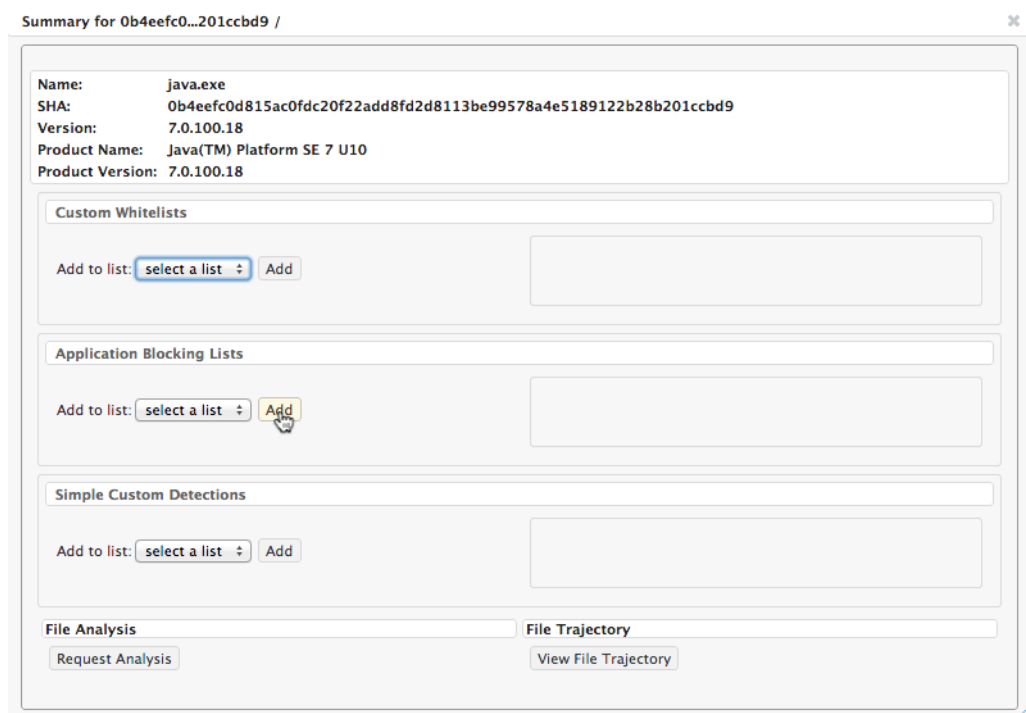 Summary for 0b4eefc0...201ccbd9 /
Name: java.exe
SHA: 0b4eefc0d815ac0fdc20f22add8fd2d8113be99578a4e5189122b28b201ccbd9
Version: 7.0.100.18
Product Name: Java(TM) Platform SE 7 U10
Product Version: 7.0.100.18
Custom Whitelists
Add to list: select a list Add
Application Blocking Lists
Add to list: select a list Add
Simple Custom Detections
Add to list: select a list Add
File Analysis File Trajectory
Request Analysis View File Trajectory